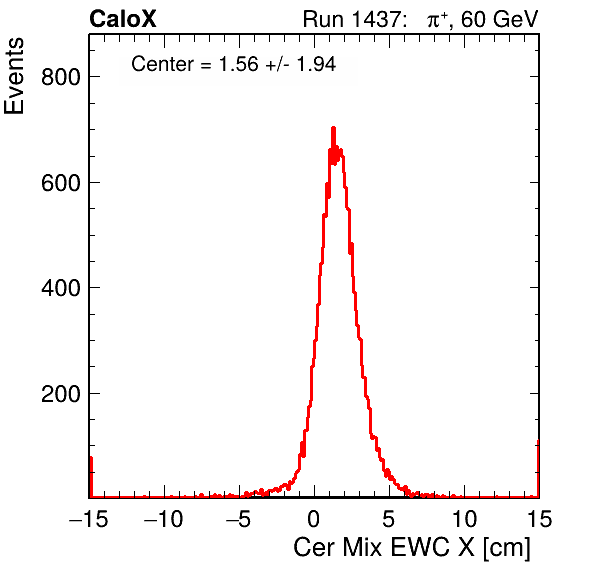 CaloX Run 1437: π⁺, 60 GeV
Events
Center = 1.56 +/- 1.94
800
600
400
200
−15 −10 −5 0 5 10 15
Cer Mix EWC X [cm]